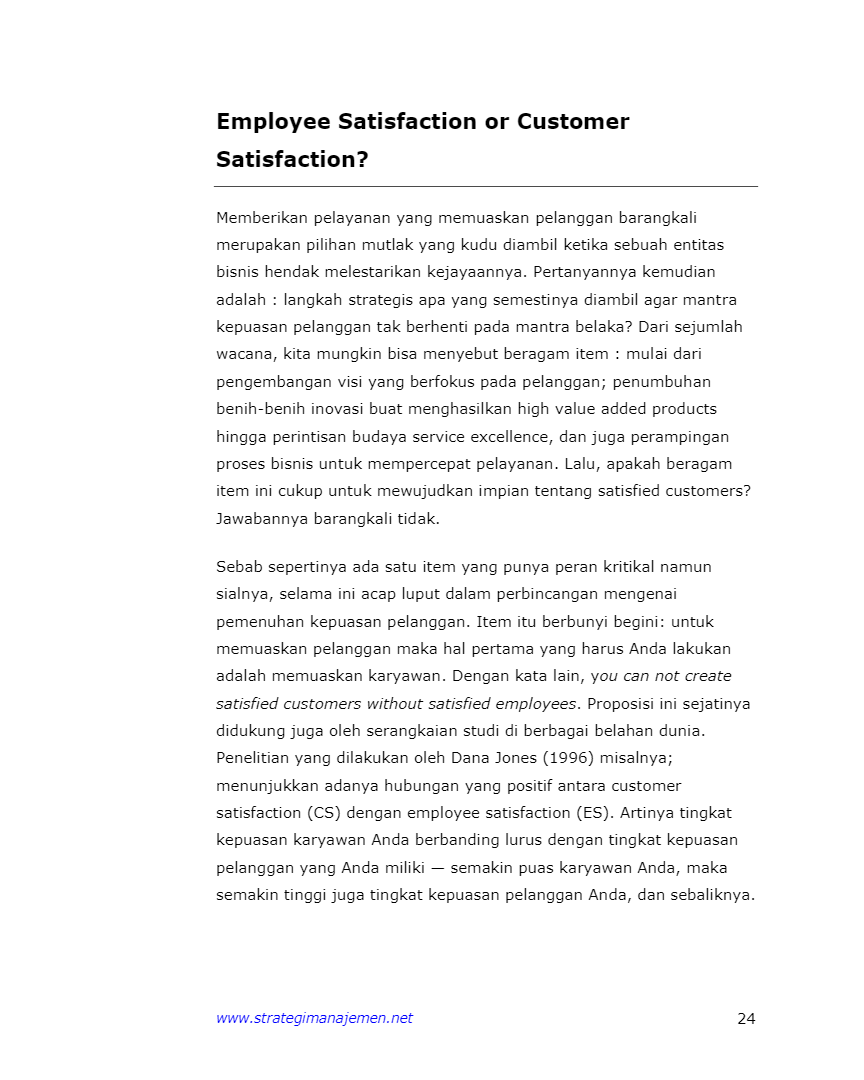 Employee Satisfaction or Customer
Satisfaction?
Memberikan pelayanan yang memuaskan pelanggan barangkali
merupakan pilihan mutlak yang kudu diambil ketika sebuah entitas
bisnis hendak melestarikan kejayaannya. Pertanyannya kemudian
adalah : langkah strategis apa yang semestinya diambil agar mantra
kepuasan pelanggan tak berhenti pada mantra belaka? Dari sejumlah
wacana, kita mungkin bisa menyebut beragam item : mulai dari
pengembangan visi yang berfokus pada pelanggan; penumbuhan
benih-benih inovasi buat menghasilkan high value added products
hingga perintisan budaya service excellence, dan juga perampingan
proses bisnis untuk mempercepat pelayanan. Lalu, apakah beragam
item ini cukup untuk mewujudkan impian tentang satisfied customers?
Jawabannya barangkali tidak.
Sebab sepertinya ada satu item yang punya peran kritikal namun
sialnya, selama ini acap luput dalam perbincangan mengenai
pemenuhan kepuasan pelanggan. Item itu berbunyi begini: untuk
memuaskan pelanggan maka hal pertama yang harus Anda lakukan
adalah memuaskan karyawan. Dengan kata lain, you can not create
satisfied customers without satisfied employees. Proposisi ini sejatinya
didukung juga oleh serangkaian studi di berbagai belahan dunia.
Penelitian yang dilakukan oleh Dana Jones (1996) misalnya;
menunjukkan adanya hubungan yang positif antara customer
satisfaction (CS) dengan employee satisfaction (ES). Artinya tingkat
kepuasan karyawan Anda berbanding lurus dengan tingkat kepuasan
pelanggan yang Anda miliki — semakin puas karyawan Anda, maka
semakin tinggi juga tingkat kepuasan pelanggan Anda, dan sebaliknya.
www.strategimanajemen.net 24